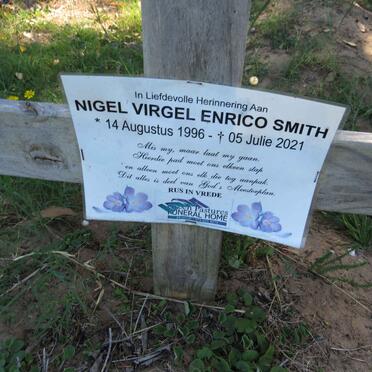 In Liefdevolle Herinnering Aan
NIGEL VIRGEL ENRICO SMITH
* 14 Augustus 1996 - † 05 Julie 2021
Mis my, maar laat my gaan.
Hierdie pad moet ons alleen stap
en alleen moet ons elk die tog aanpak.
Dit alles is deel van God's Meesterplan.
RUS IN VREDE
Pastures
FUNERAL HOME